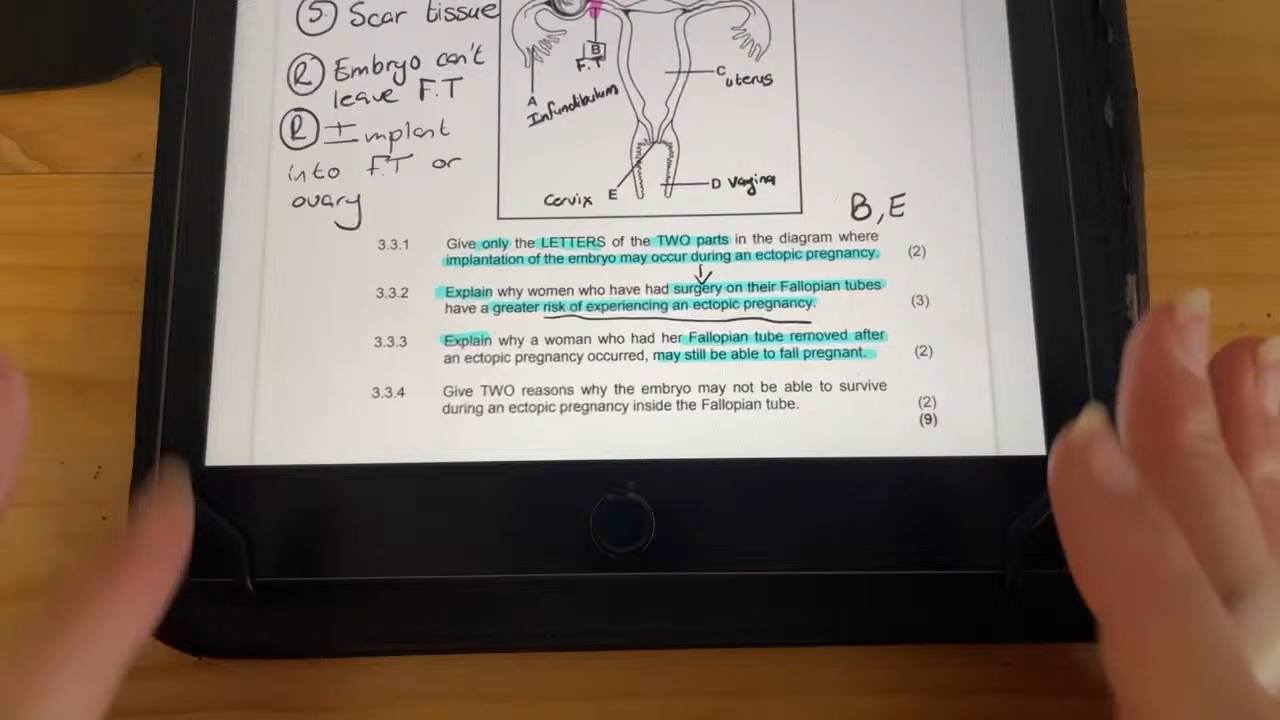 S. Scar tissue
R Embryo can't
leave F.T
R Implant
into F.T or
ovary
B
F.T
A
Infundibulum
C
uterus
D vagina
Cervix E
B, E
3.3.1 Give only the LETTERS of the TWO parts in the diagram where
implantation of the embryo may occur during an ectopic pregnancy. (2)
3.3.2 Explain why women who have had surgery on their Fallopian tubes
have a greater risk of experiencing an ectopic pregnancy. (3)
3.3.3 Explain why a woman who had her Fallopian tube removed after
an ectopic pregnancy occurred, may still be able to fall pregnant. (2)
3.3.4 Give TWO reasons why the embryo may not be able to survive
during an ectopic pregnancy inside the Fallopian tube. (2)
(9)